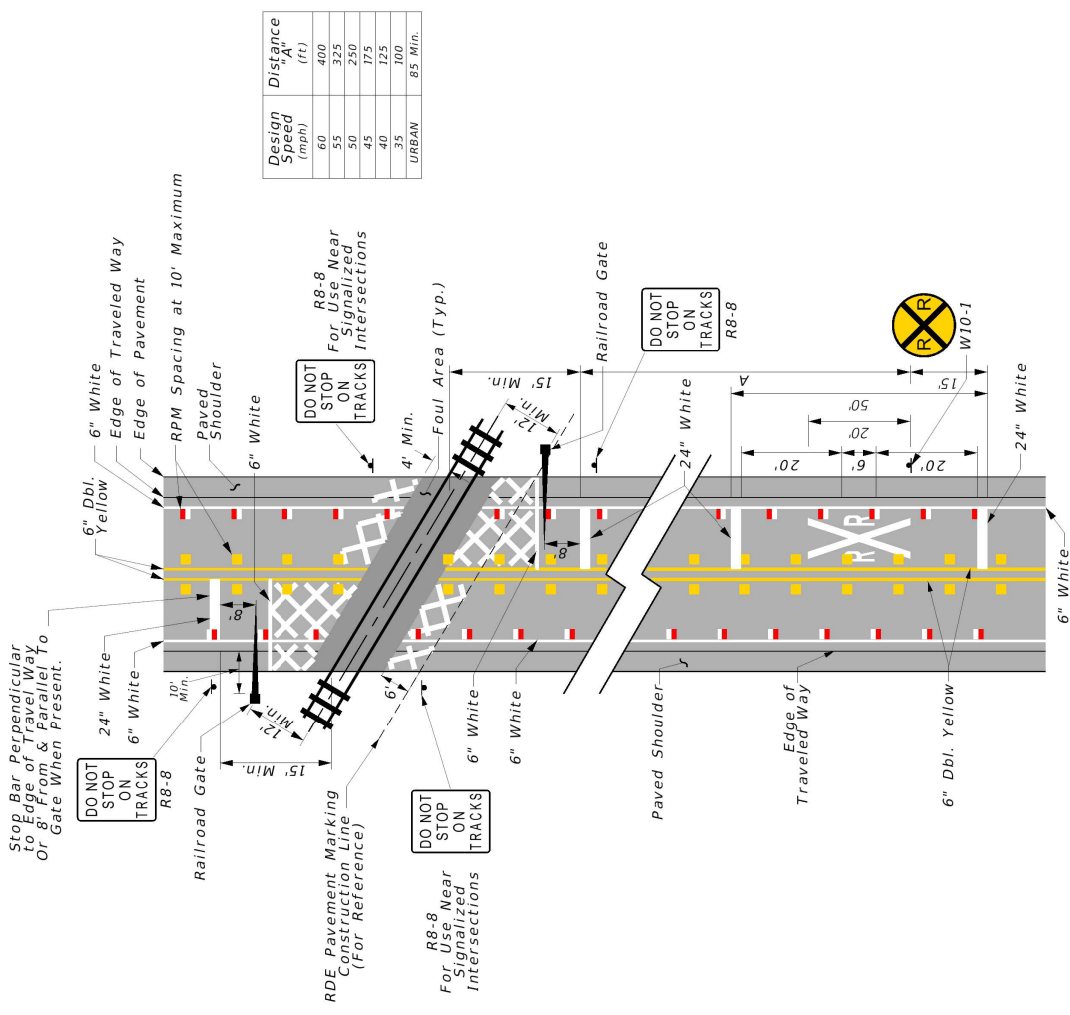 Stop Bar Perpendicular
to Edge of Travel Way
Or 8' From & Parallel To
Gate When Present.
24" White
6" White
6" Dbl.
Yellow
6" White
Edge of Traveled Way
Edge of Pavement
RPM Spacing at 10' Maximum
Paved
Shoulder
6" White
DO NOT
STOP
ON
TRACKS
R8-8
Railroad Gate
10'
Min.
8'
12'
Min.
15' Min.
DO NOT
STOP
ON
TRACKS
R8-8
For Use Near
Signalized
Intersections
4' Min.
Foul Area (Typ.)
15' Min.
12'
Min.
Design
Speed
(mph)
Distance
"A"
(ft)
60 400
55 325
50 250
45 175
40 125
35 100
URBAN 85 Min.
RDE Pavement Marking
Construction Line
(For Reference)
6'
DO NOT
STOP
ON
TRACKS
R8-8
For Use Near
Signalized
Intersections
6" White
6" White
8'
Railroad Gate
DO NOT
STOP
ON
TRACKS
R8-8
24" White
A
15'
50'
20'
20'
6'
20'
R R
R R
W10-1
Paved Shoulder
Edge of
Traveled Way
6" Dbl. Yellow
24" White
6" White